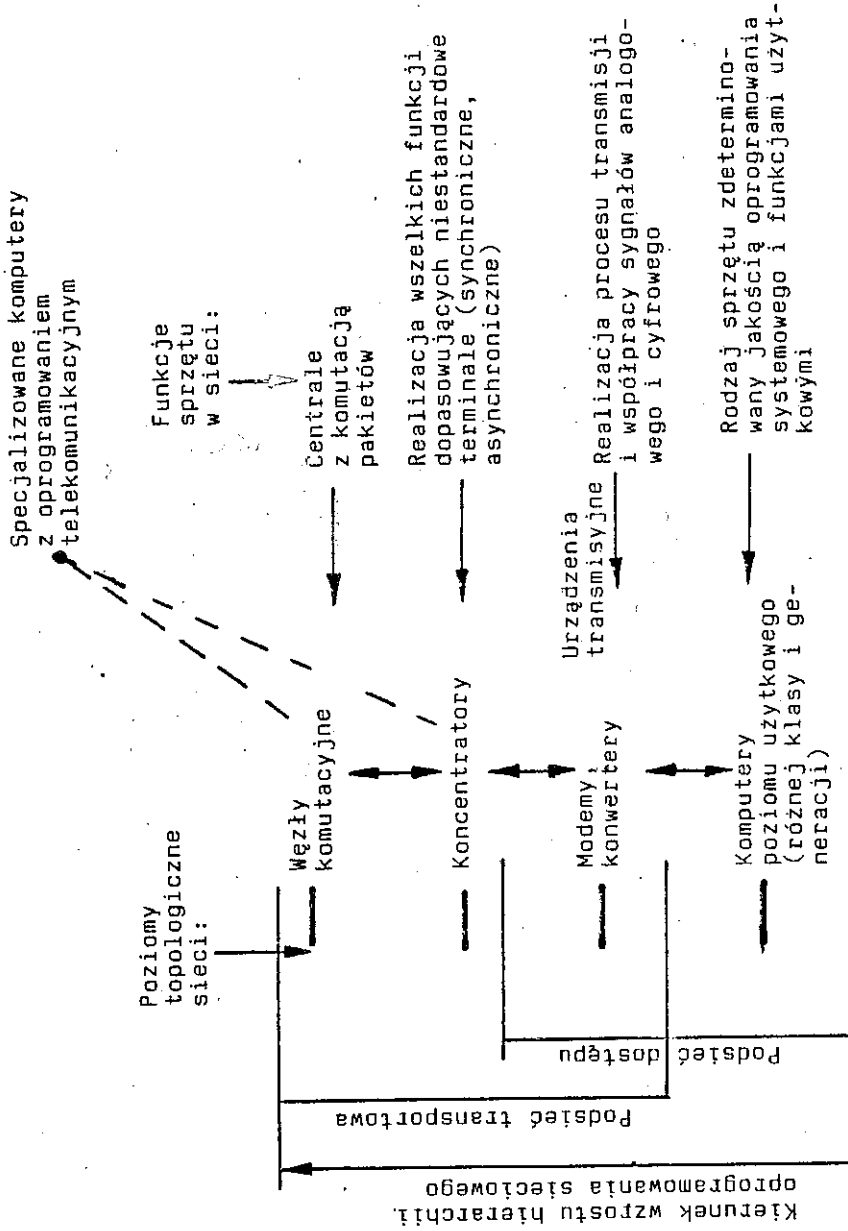 Specjalizowane komputery
z oprogramowaniem
telekomunikacyjnym
Poziomy
topologiczne
sieci:
Funkcje
sprzętu
w sieci:
Węzły
komutacyjne
Centrale
z komutacją
pakietów
Koncentratory
Realizacja wszelkich funkcji
dopasowujących niestandardowe
terminale (synchroniczne,
asynchroniczne)
Modemy,
konwertery
Urządzenia
transmisyjne
Realizacja procesu transmisji
i współpracy sygnałów analogo-
wego i cyfrowego
Komputery
poziomu użytkowego
(różnej klasy i ge-
neracji)
Rodzaj sprzętu zdetermino-
wany jakością oprogramowania
systemowego i funkcjami użyt-
kowymi
Podsieć dostępu
Podsieć transportowa
Kierunek wzrostu hierarchii.
oprogramowania sieciowego